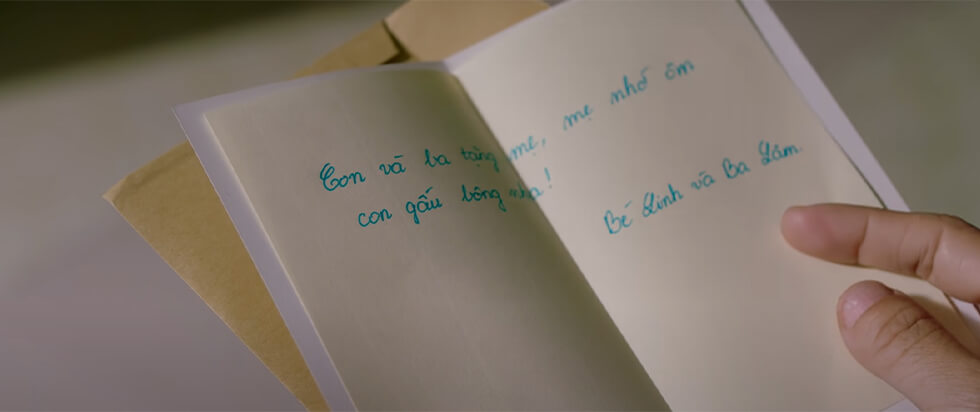 Con và ba tặng mẹ, mẹ nhớ ôm
con gấu bông nha!
Bé Linh và Ba Lâm.